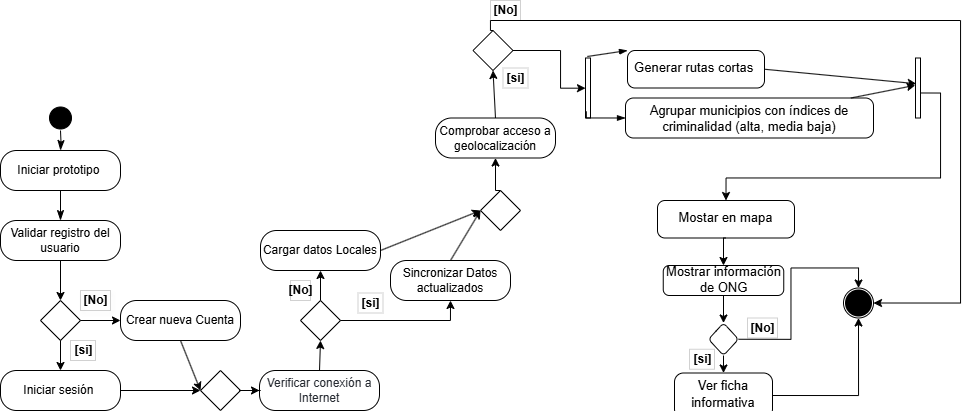 [No]
[si]
Generar rutas cortas
Agrupar municipios con índices de
criminalidad (alta, media baja)
Comprobar acceso a
geolocalización
Iniciar prototipo
Validar registro del
usuario
Cargar datos Locales
Sincronizar Datos
actualizados
[No]
[si]
[No]
Crear nueva Cuenta
[si]
Iniciar sesión
Verificar conexión a
Internet
Mostar en mapa
Mostrar información
de ONG
[No]
[si]
Ver ficha
informativa